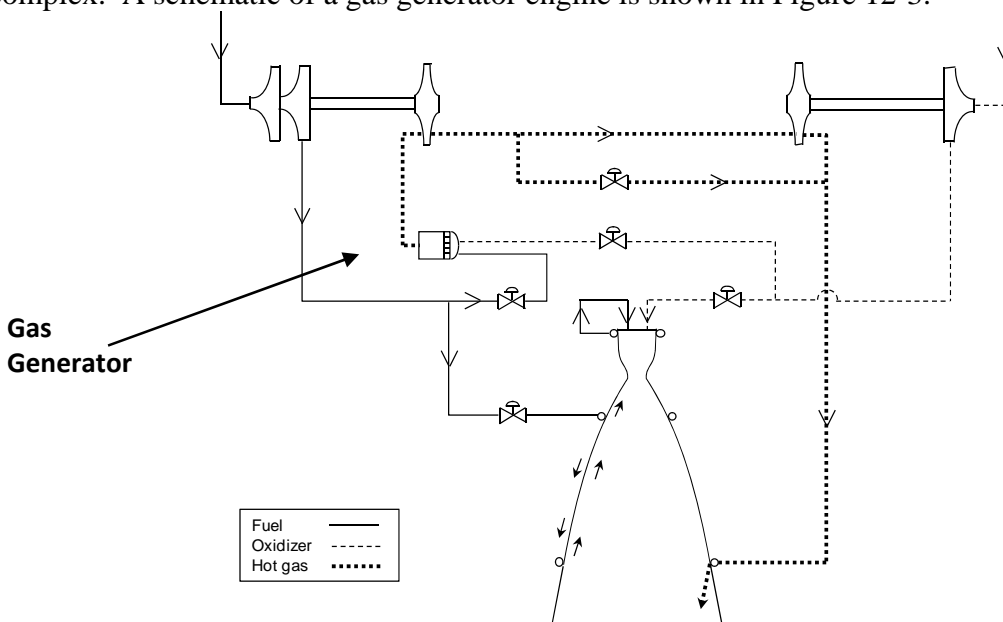 complex. A schematic of a gas generator engine is shown in Figure 12-3.
Gas
Generator
Fuel
Oxidizer
Hot gas